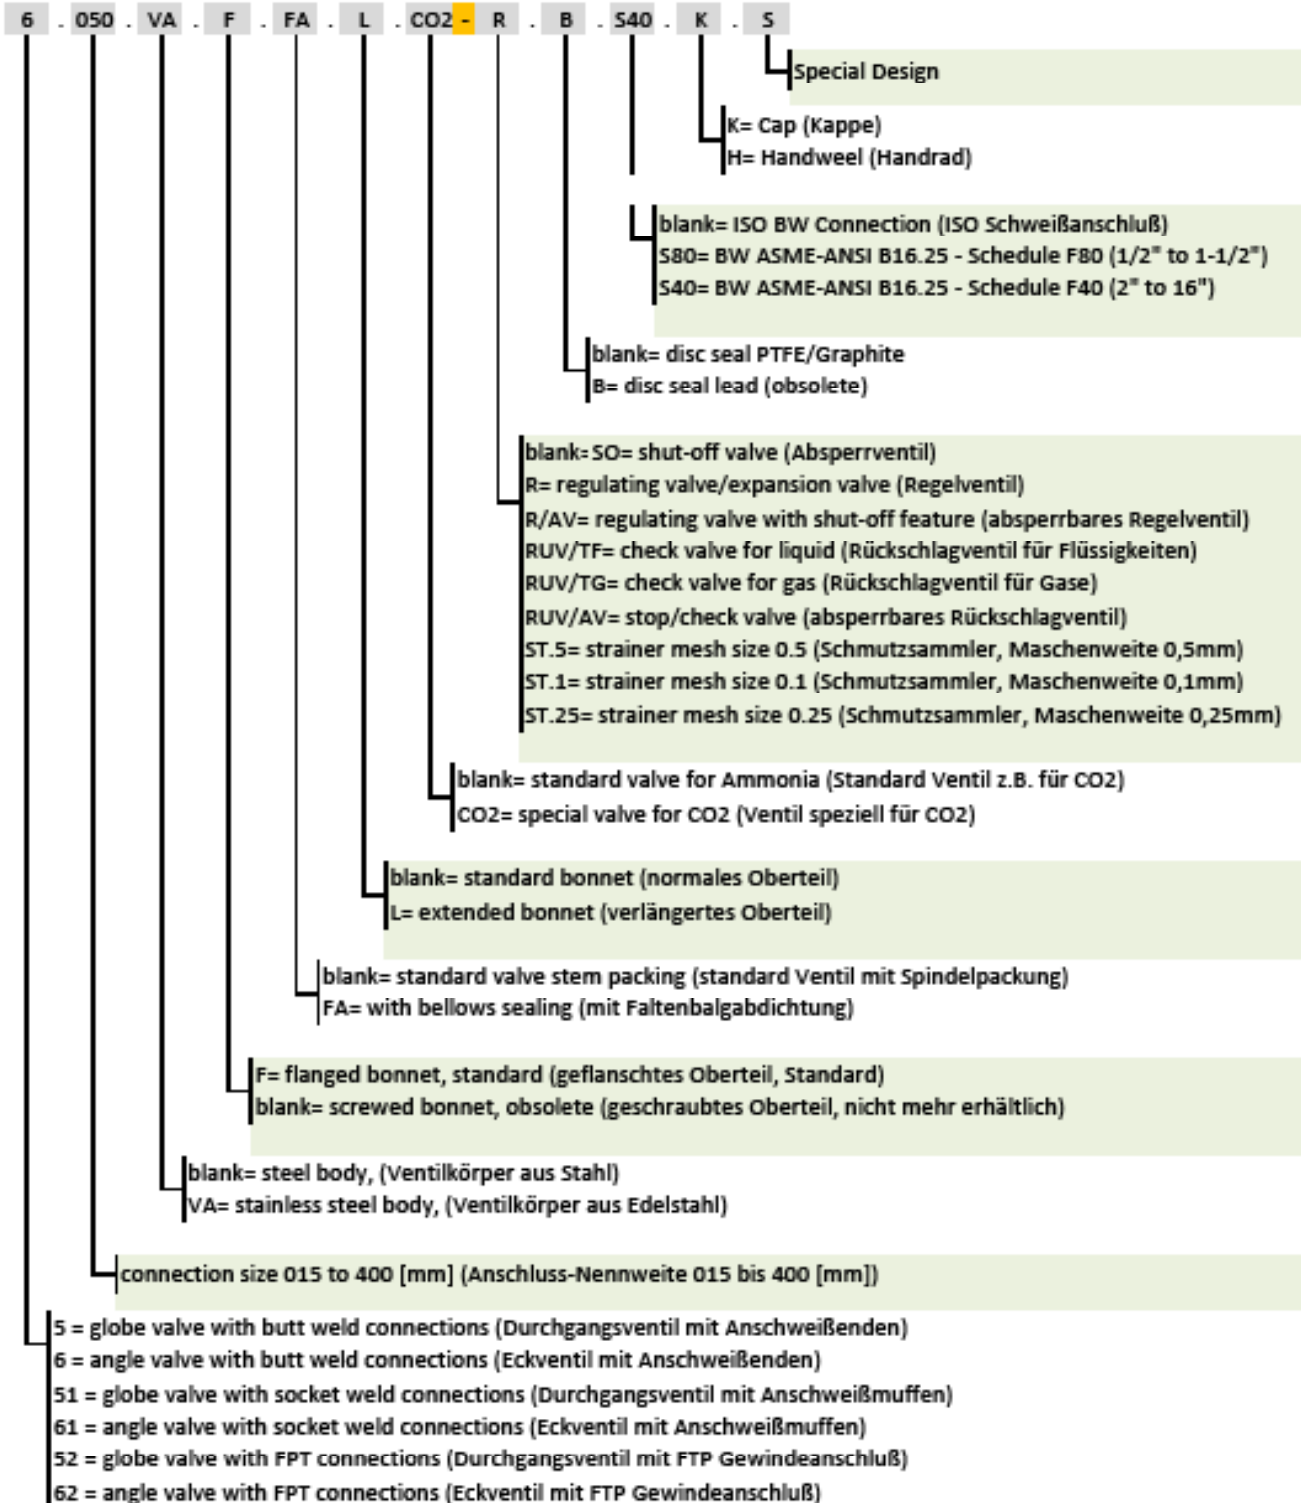 6 . 050 . VA . F . FA . L . CO2 - R . B . S40 . K . S
Special Design
K= Cap (Kappe)
H= Handweel (Handrad)
blank= ISO BW Connection (ISO Schweißanschluß)
S80= BW ASME-ANSI B16.25 - Schedule F80 (1/2" to 1-1/2")
S40= BW ASME-ANSI B16.25 - Schedule F40 (2" to 16")
blank= disc seal PTFE/Graphite
B= disc seal lead (obsolete)
blank= SO= shut-off valve (Absperrventil)
R= regulating valve/expansion valve (Regelventil)
R/AV= regulating valve with shut-off feature (absperrbares Regelventil)
RUV/TF= check valve for liquid (Rückschlagventil für Flüssigkeiten)
RUV/TG= check valve for gas (Rückschlagventil für Gase)
RUV/AV= stop/check valve (absperrbares Rückschlagventil)
ST.5= strainer mesh size 0.5 (Schmutzsammler, Maschenweite 0,5mm)
ST.1= strainer mesh size 0.1 (Schmutzsammler, Maschenweite 0,1mm)
ST.25= strainer mesh size 0.25 (Schmutzsammler, Maschenweite 0,25mm)
blank= standard valve for Ammonia (Standard Ventil z.B. für CO2)
CO2= special valve for CO2 (Ventil speziell für CO2)
blank= standard bonnet (normales Oberteil)
L= extended bonnet (verlängertes Oberteil)
blank= standard valve stem packing (standard Ventil mit Spindelpackung)
FA= with bellows sealing (mit Faltenbalgabdichtung)
F= flanged bonnet, standard (geflanschtes Oberteil, Standard)
blank= screwed bonnet, obsolete (geschraubtes Oberteil, nicht mehr erhältlich)
blank= steel body, (Ventilkörper aus Stahl)
VA= stainless steel body, (Ventilkörper aus Edelstahl)
connection size 015 to 400 [mm] (Anschluss-Nennweite 015 bis 400 [mm])
5 = globe valve with butt weld connections (Durchgangsventil mit Anschweißenden)
6 = angle valve with butt weld connections (Eckventil mit Anschweißenden)
51 = globe valve with socket weld connections (Durchgangsventil mit Anschweißmuffen)
61 = angle valve with socket weld connections (Eckventil mit Anschweißmuffen)
52 = globe valve with FPT connections (Durchgangsventil mit FTP Gewindeanschluß)
62 = angle valve with FPT connections (Eckventil mit FTP Gewindeanschluß)